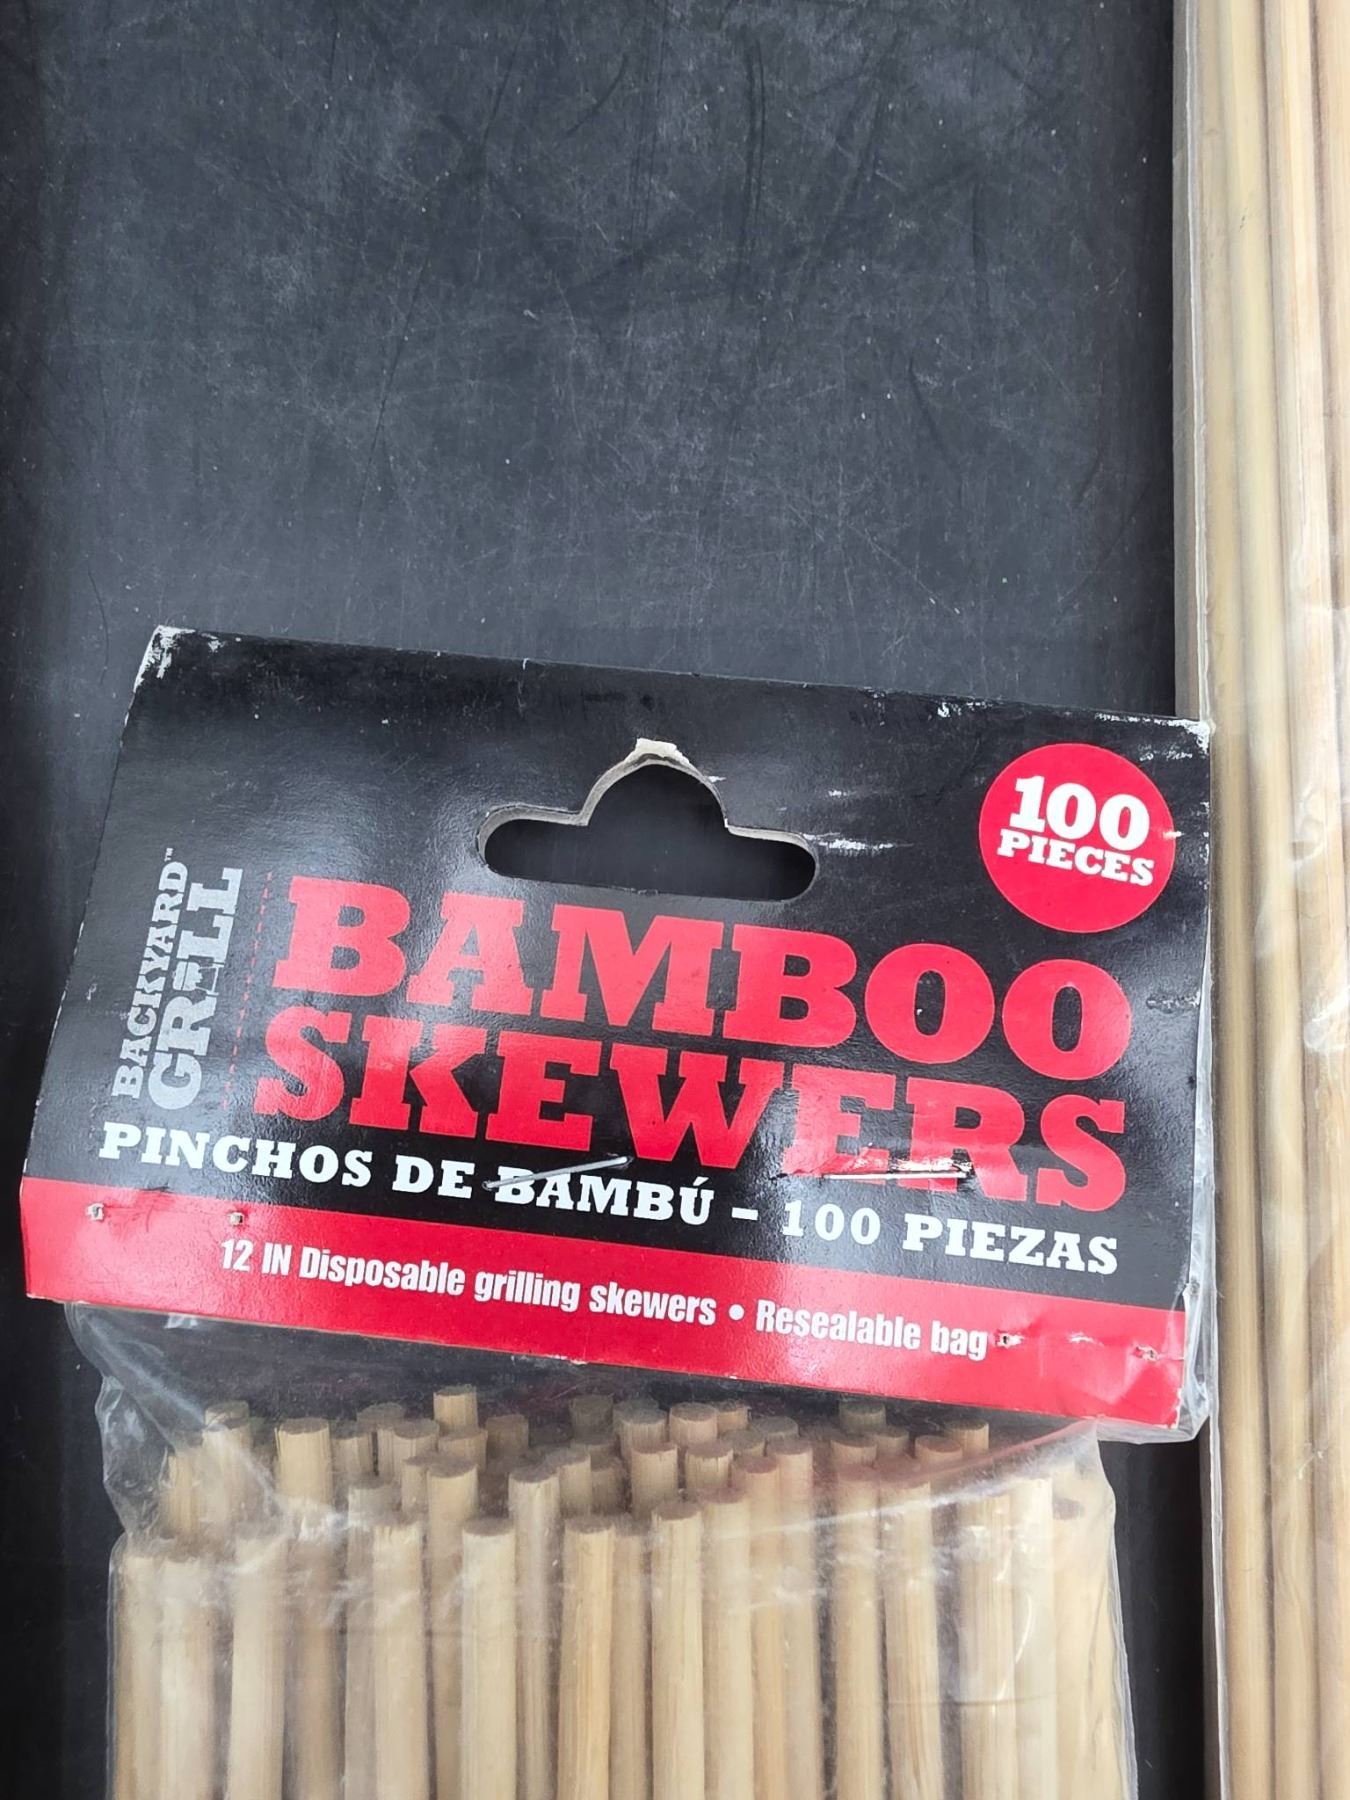 100
PIECES
BACKYARD™
GRILL
BAMBOO
SKEWERS
PINCHOS DE BAMBÚ – 100 PIEZAS
12 IN Disposable grilling skewers • Resealable bag